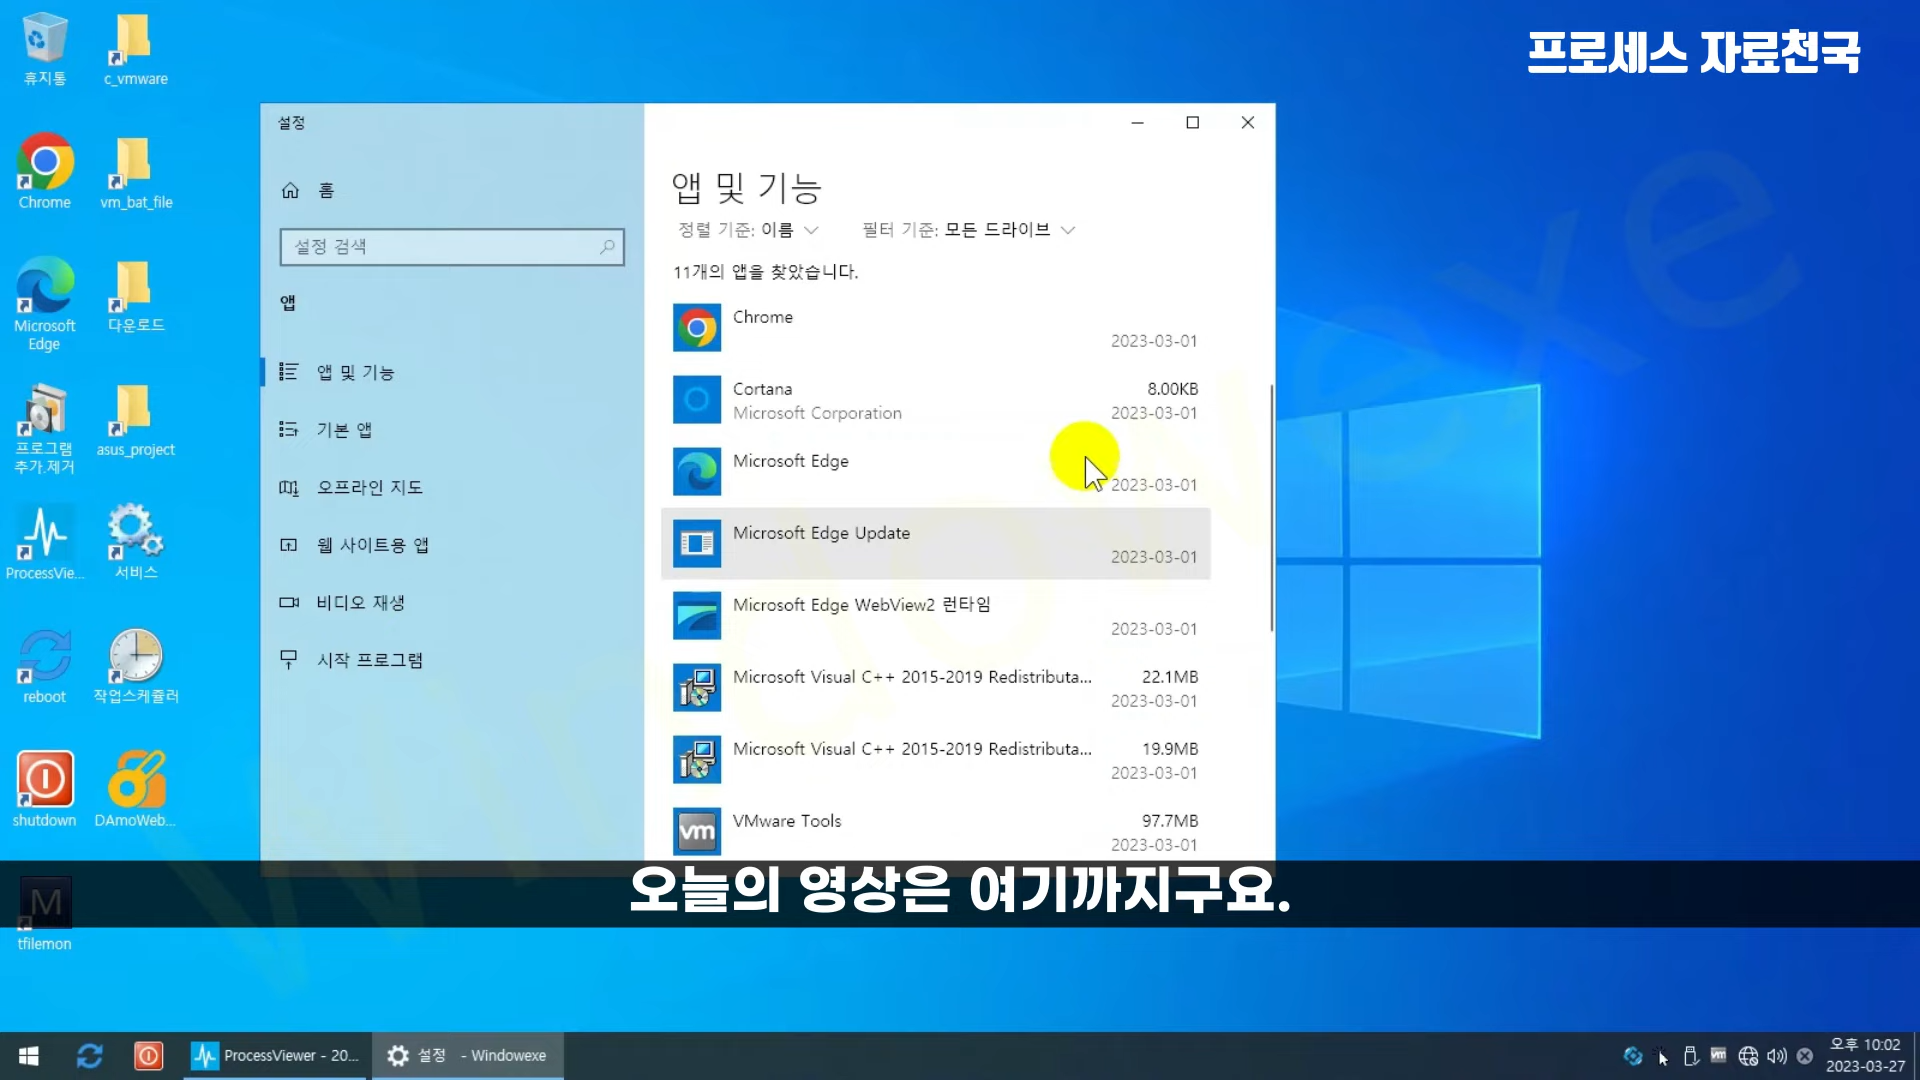 휴지통
c_vmware
Chrome
vm_bat_file
Microsoft
Edge
다운로드
프로그램
추가.제거
asus_project
ProcessVie...
서비스
reboot
작업스케쥴러
shutdown
DAmoWeb...
tfilemon
프로세스 자료천국
설정
홈
설정 검색
앱
앱 및 기능
기본 앱
오프라인 지도
웹 사이트용 앱
비디오 재생
시작 프로그램
앱 및 기능
정렬 기준: 이름
필터 기준: 모든 드라이브
11개의 앱을 찾았습니다.
Chrome
2023-03-01
Cortana
8.00KB
Microsoft Corporation
2023-03-01
Microsoft Edge
2023-03-01
Microsoft Edge Update
2023-03-01
Microsoft Edge WebView2 런타임
2023-03-01
Microsoft Visual C++ 2015-2019 Redistributa...
22.1MB
2023-03-01
Microsoft Visual C++ 2015-2019 Redistributa...
19.9MB
2023-03-01
vm
VMware Tools
97.7MB
2023-03-01
오늘의 영상은 여기까지구요.
ProcessViewer - 20...
설정 - Windowexe
vm
오후 10:02
2023-03-27